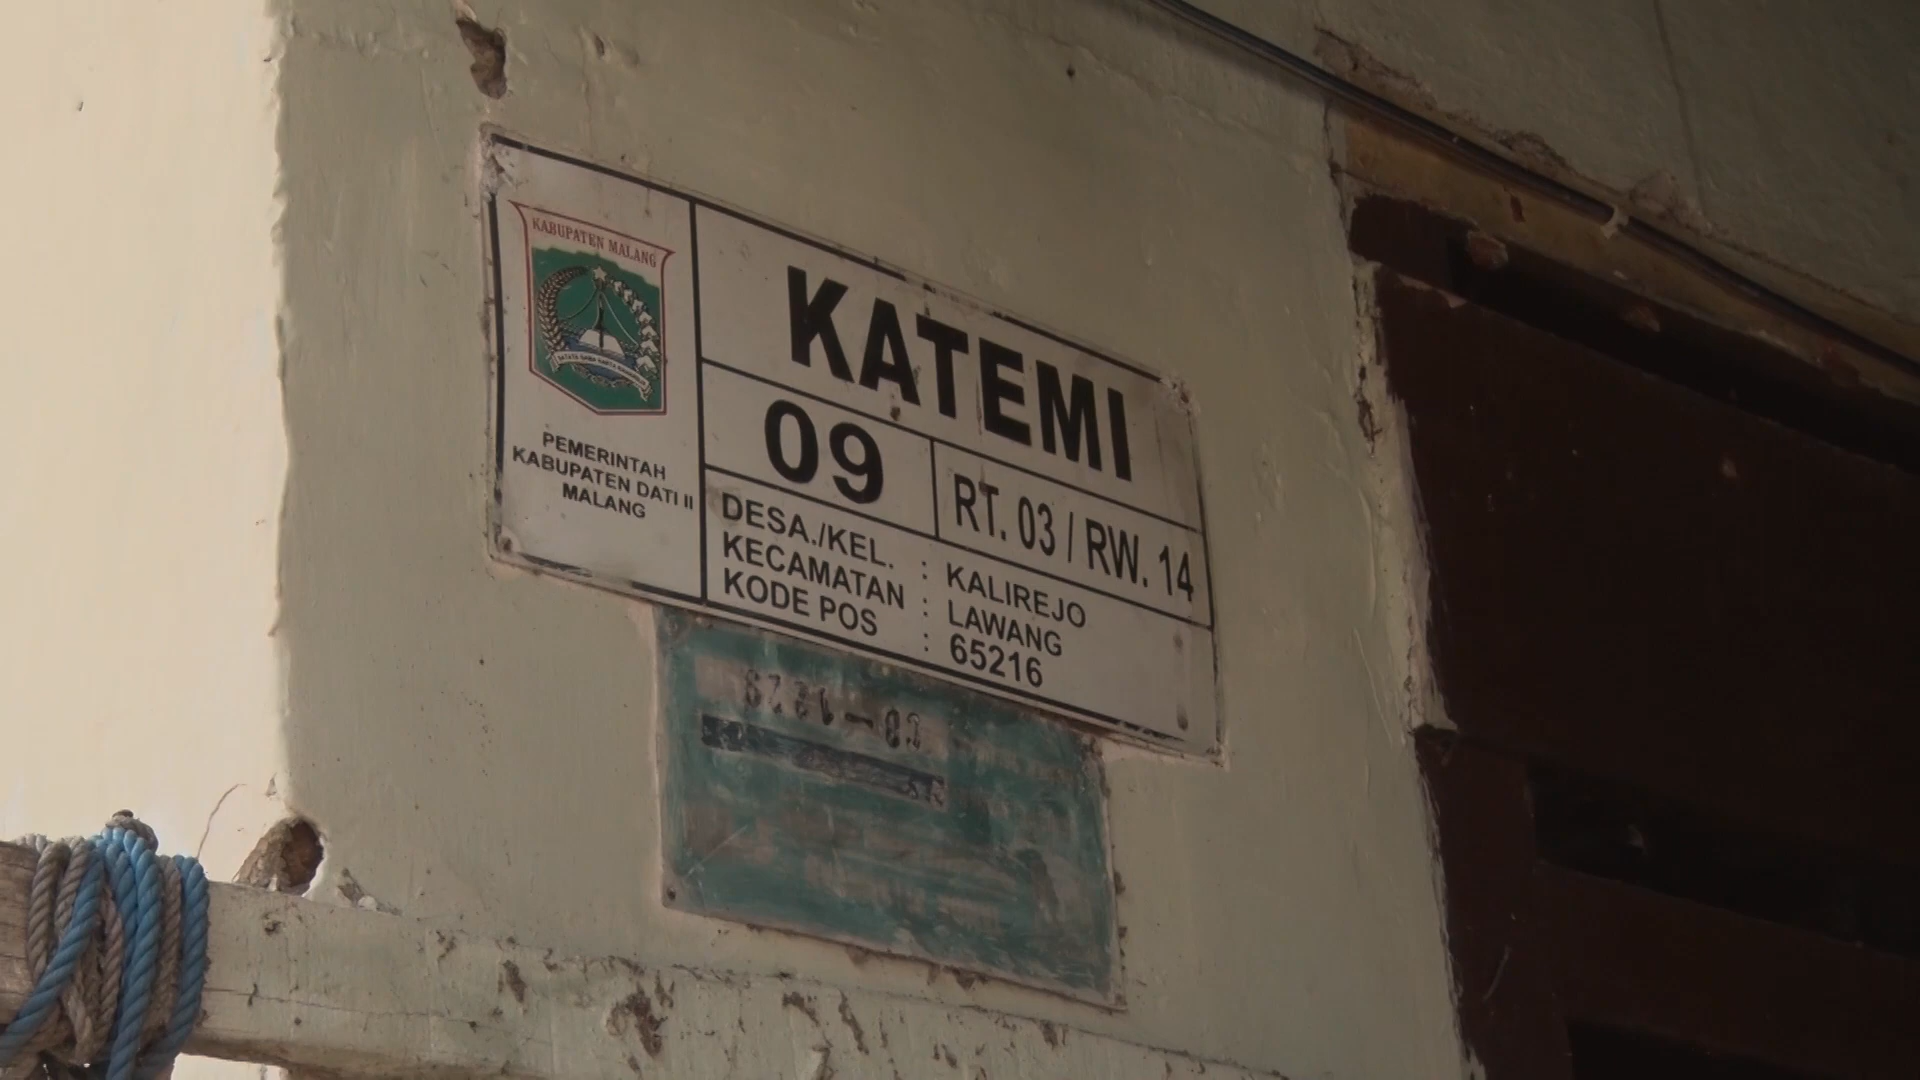 KABUPATEN MALANG
PEMERINTAH
KABUPATEN DATI II
MALANG
KATEMI
09
RT. 03 / RW. 14
DESA./KEL. : KALIREJO
KECAMATAN : LAWANG
KODE POS : 65216